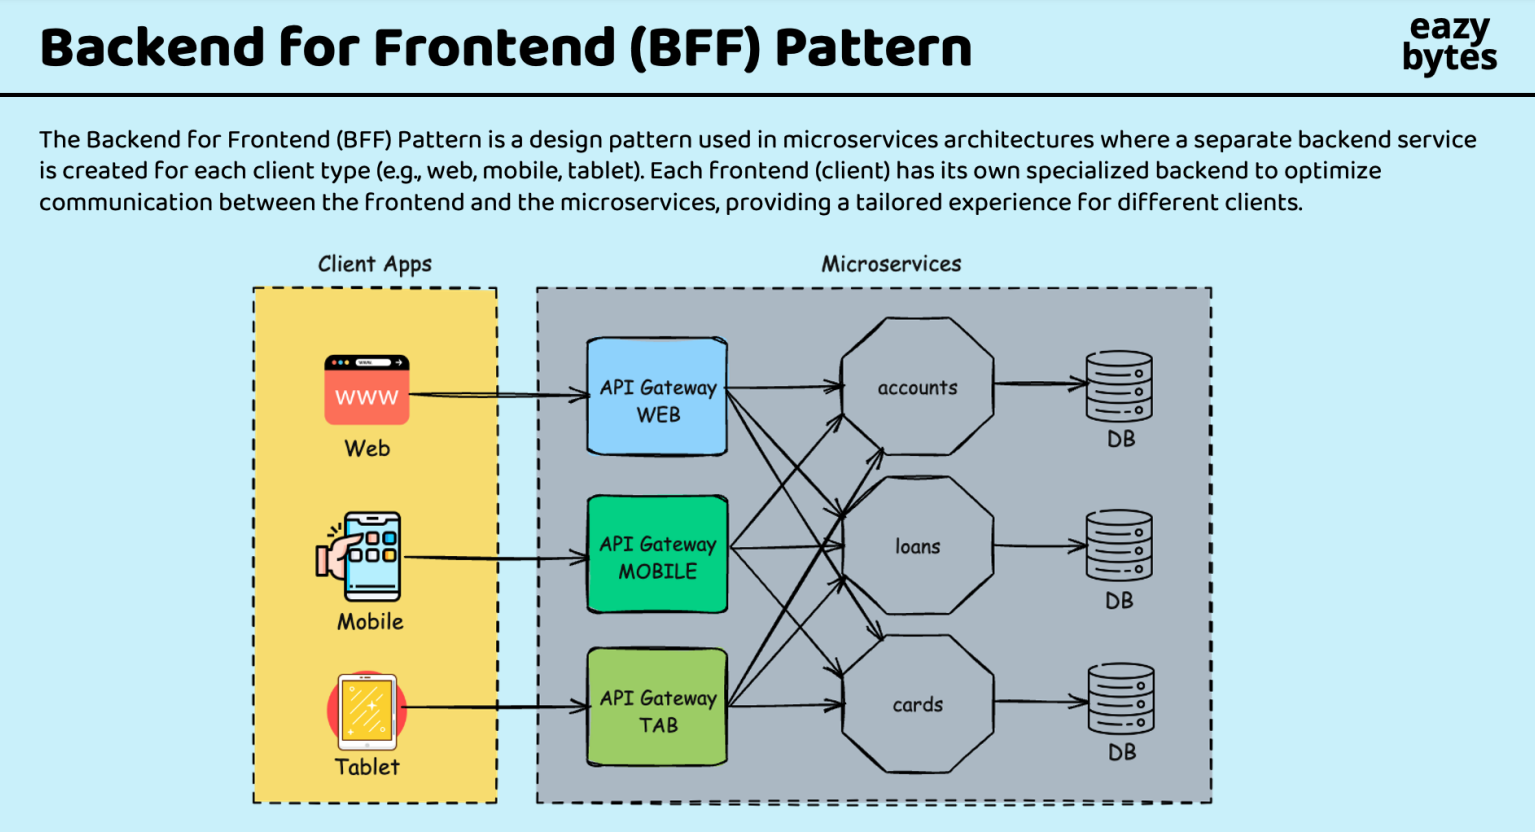 Backend for Frontend (BFF) Pattern
eazy
bytes
The Backend for Frontend (BFF) Pattern is a design pattern used in microservices architectures where a separate backend service
is created for each client type (e.g., web, mobile, tablet). Each frontend (client) has its own specialized backend to optimize
communication between the frontend and the microservices, providing a tailored experience for different clients.
Client Apps
Microservices
www
WWW
Web
API Gateway
WEB
accounts
DB
Mobile
API Gateway
MOBILE
loans
DB
Tablet
API Gateway
TAB
cards
DB